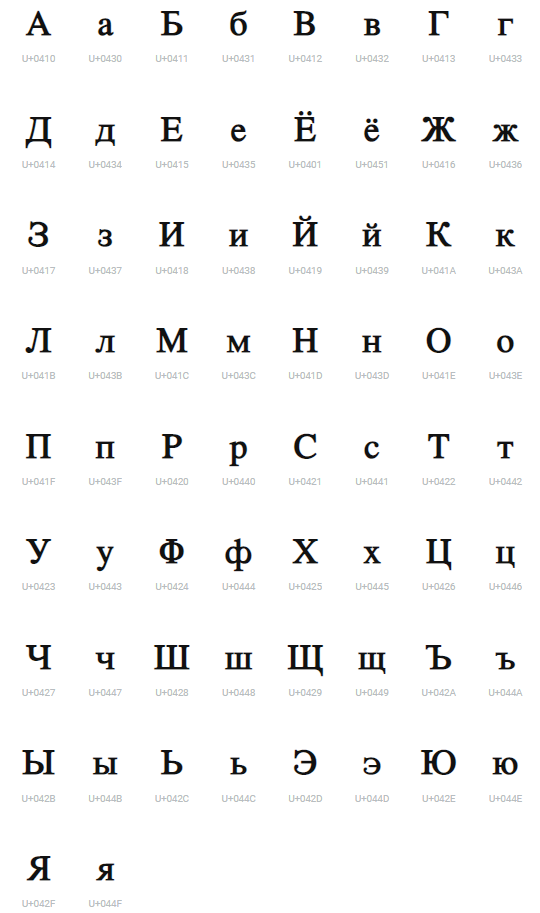 А а Б б В в Г г
U+0410 U+0430 U+0411 U+0431 U+0412 U+0432 U+0413 U+0433
Д д Е е Ё ё Ж ж
U+0414 U+0434 U+0415 U+0435 U+0401 U+0451 U+0416 U+0436
З з И и Й й К к
U+0417 U+0437 U+0418 U+0438 U+0419 U+0439 U+041A U+043A
Л л М м Н н О о
U+041B U+043B U+041C U+043C U+041D U+043D U+041E U+043E
П п Р р С с Т т
U+041F U+043F U+0420 U+0440 U+0421 U+0441 U+0422 U+0442
У у Ф ф Х х Ц ц
U+0423 U+0443 U+0424 U+0444 U+0425 U+0445 U+0426 U+0446
Ч ч Ш ш Щ щ Ъ ъ
U+0427 U+0447 U+0428 U+0448 U+0429 U+0449 U+042A U+044A
Ы ы Ь ь Э э Ю ю
U+042B U+044B U+042C U+044C U+042D U+044D U+042E U+044E
Я я
U+042F U+044F